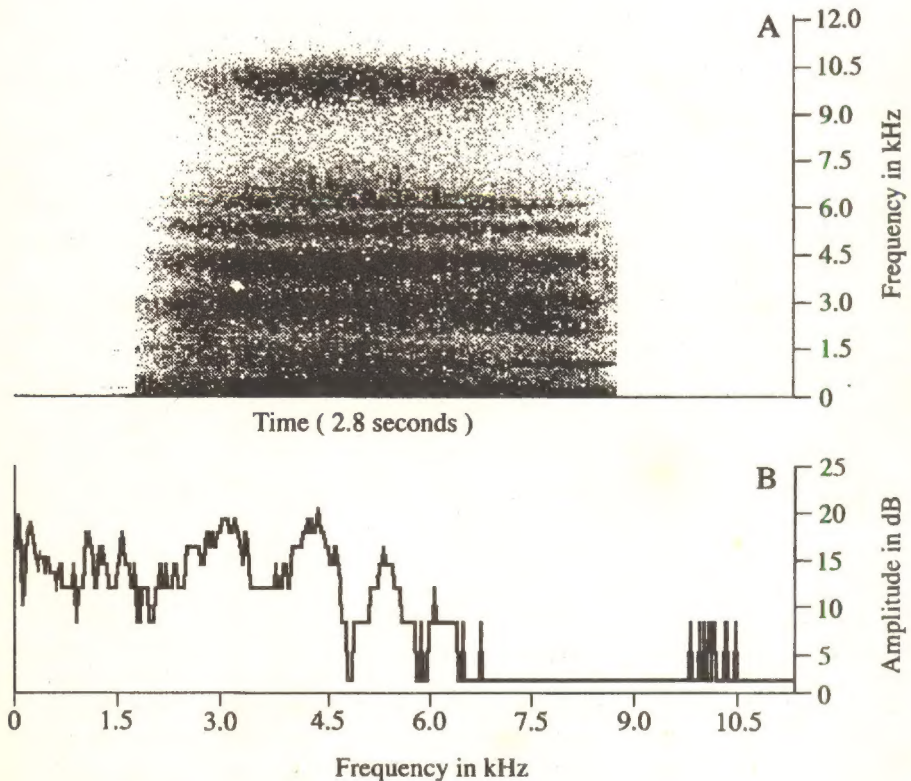 A
12.0
10.5
9.0
7.5
6.0
4.5
3.0
1.5
0
Frequency in kHz
Time ( 2.8 seconds )
B
25
20
15
10
5
0
Amplitude in dB
0 1.5 3.0 4.5 6.0 7.5 9.0 10.5
Frequency in kHz